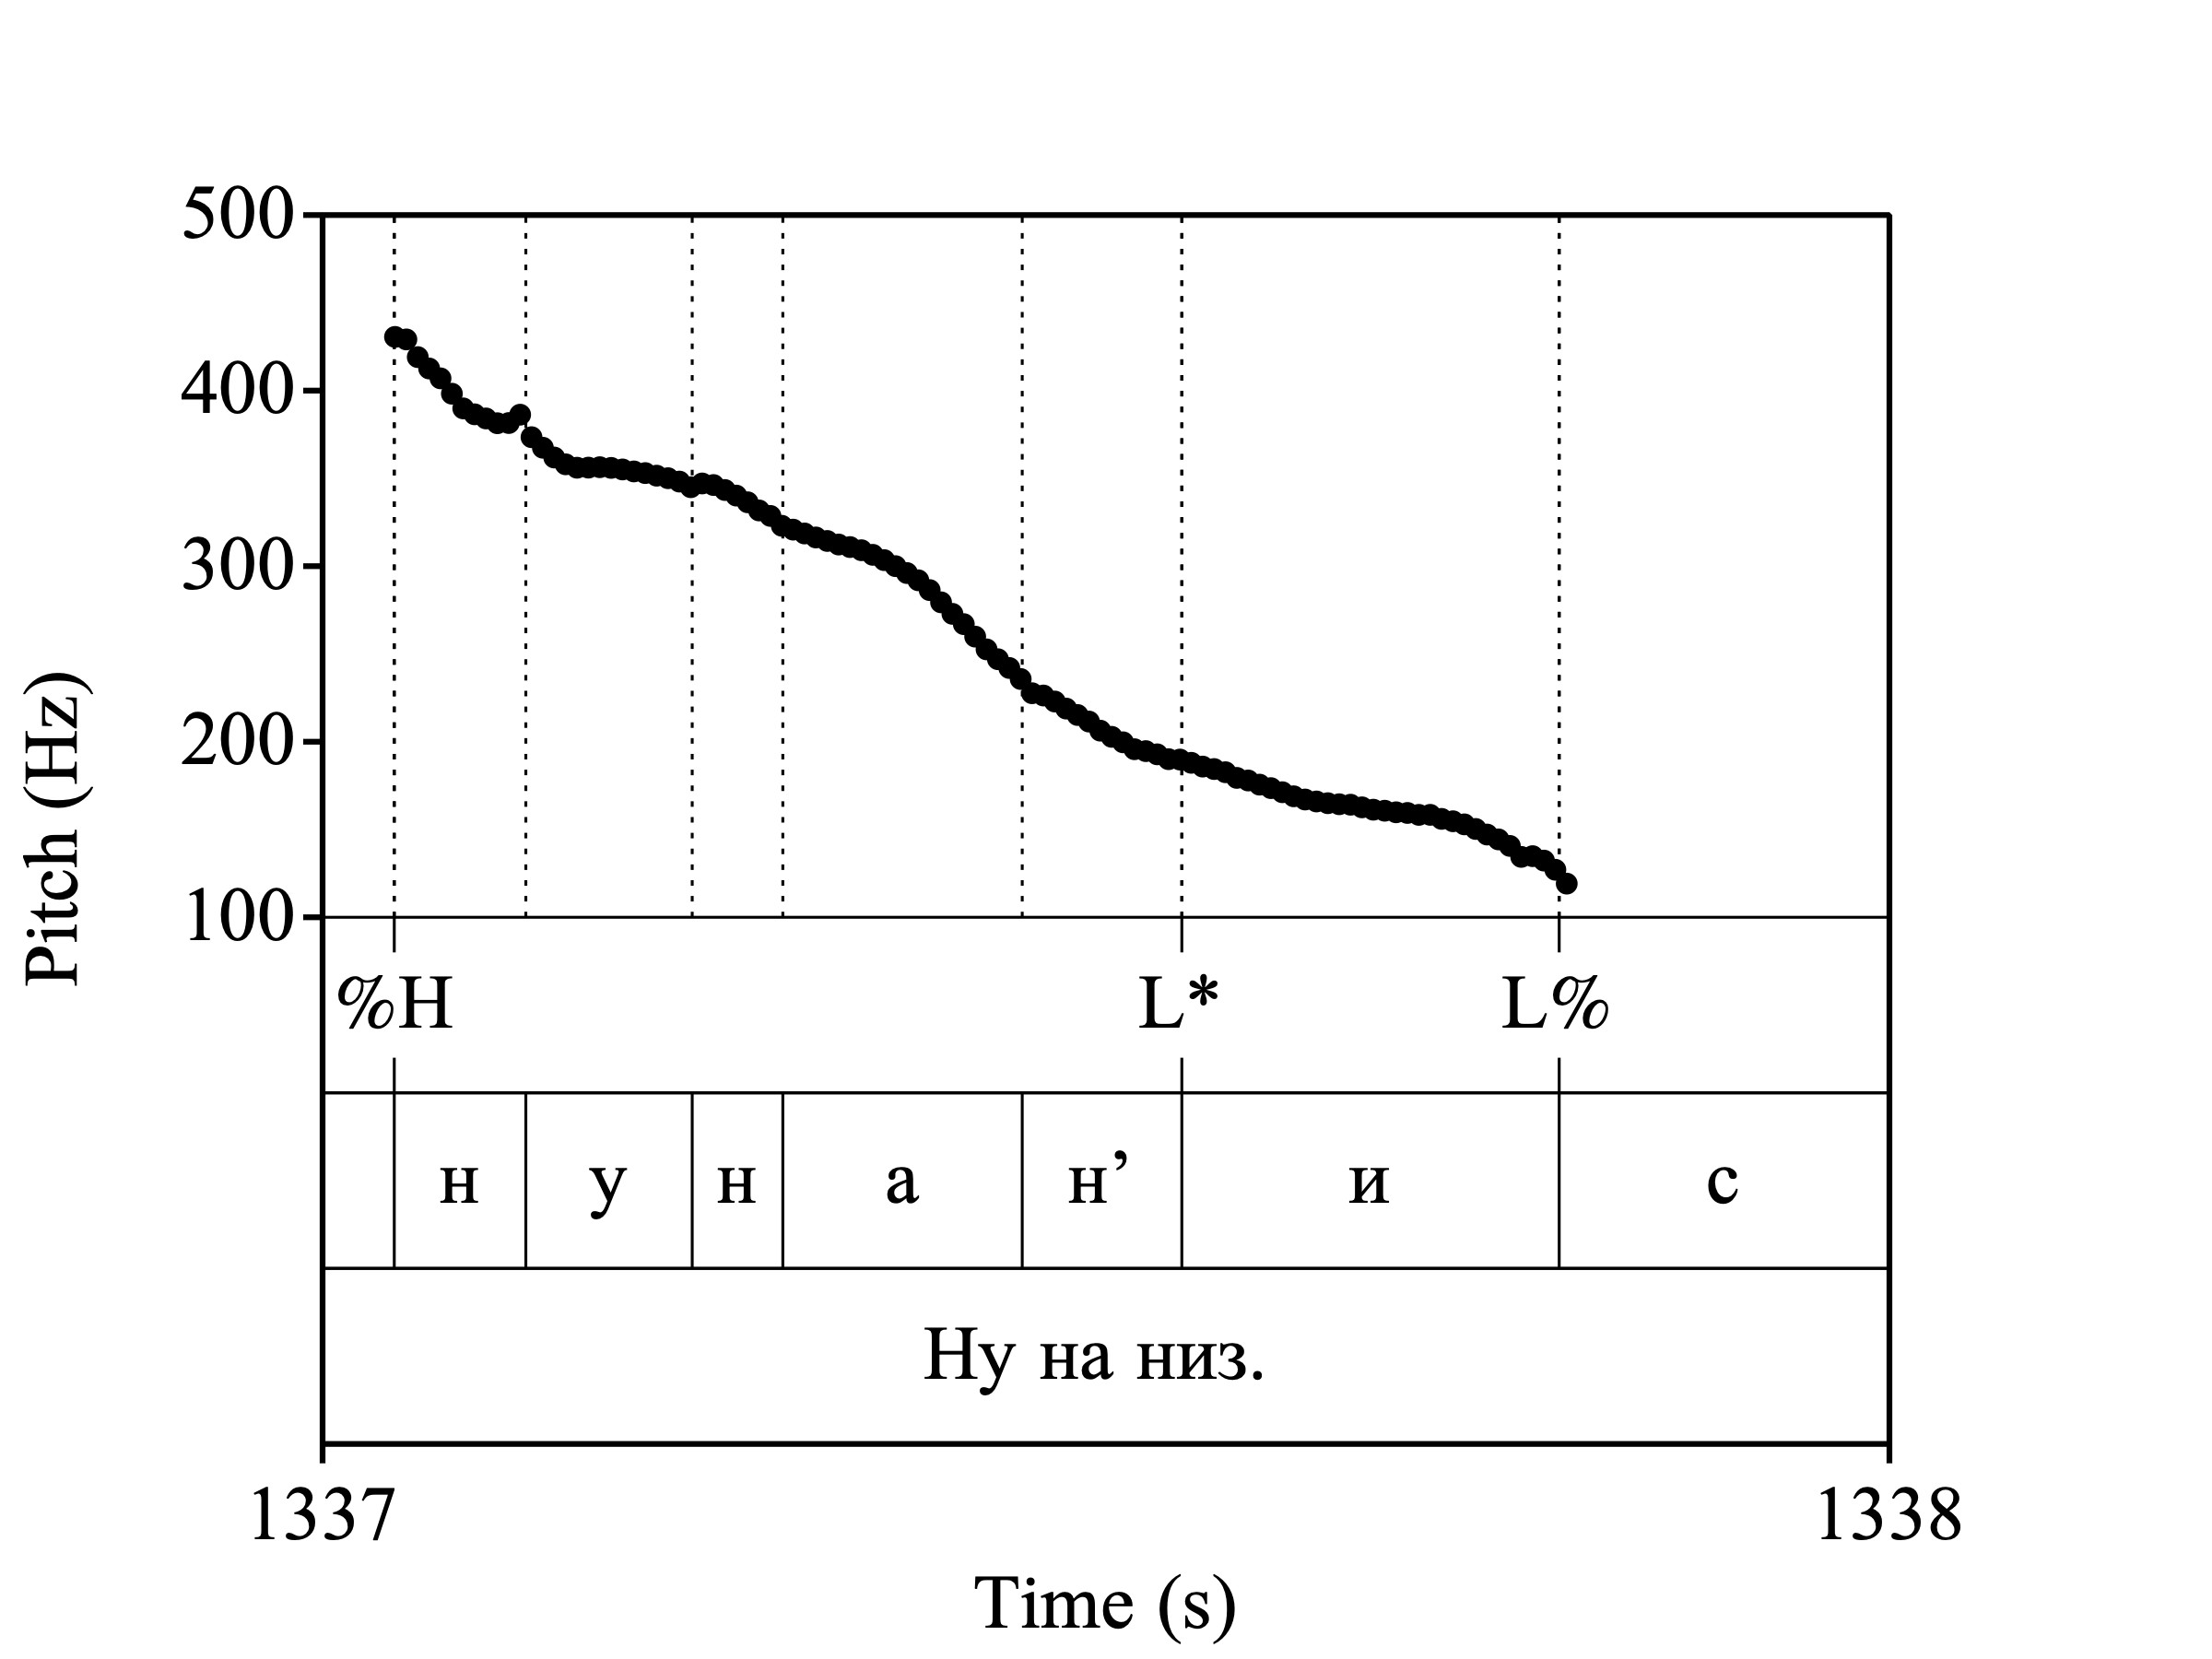 500
400
300
200
100
Pitch (Hz)
%H L* L%
н у н а н’ и с
Ну на низ.
1337 1338
Time (s)